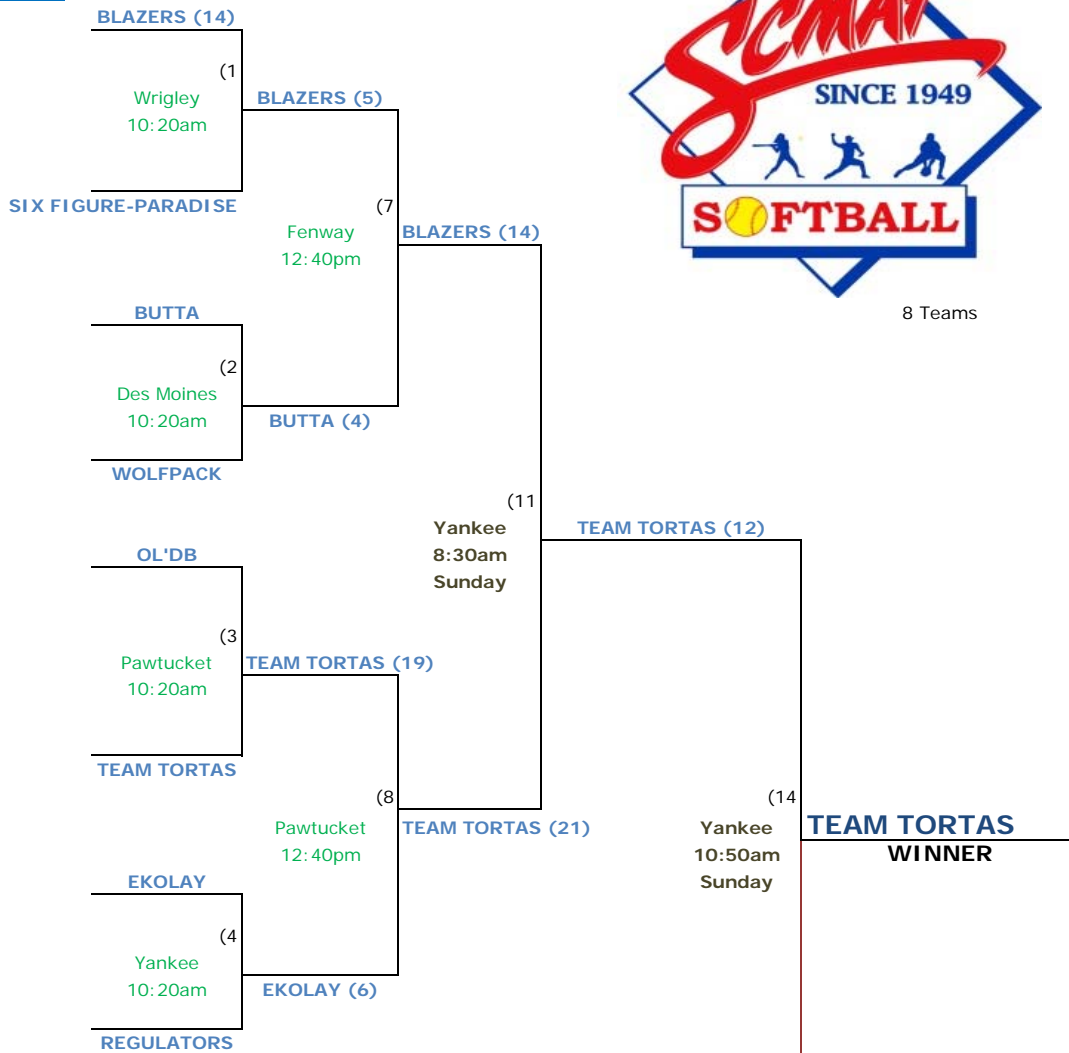 BLAZERS (14)
(1
Wrigley
10:20am
BLAZERS (5)
SIX FIGURE-PARADISE
(7
Fenway
12:40pm
BLAZERS (14)
BUTTA
(2
Des Moines
10:20am
BUTTA (4)
WOLFPACK
(11
Yankee
8:30am
Sunday
TEAM TORTAS (12)
OL'DB
(3
Pawtucket
10:20am
TEAM TORTAS (19)
TEAM TORTAS
(8
Pawtucket
12:40pm
TEAM TORTAS (21)
EKOLAY
(4
Yankee
10:20am
EKOLAY (6)
REGULATORS
(14
Yankee
10:50am
Sunday
TEAM TORTAS
WINNER
SCMAF
SINCE 1949
SOFTBALL
8 Teams